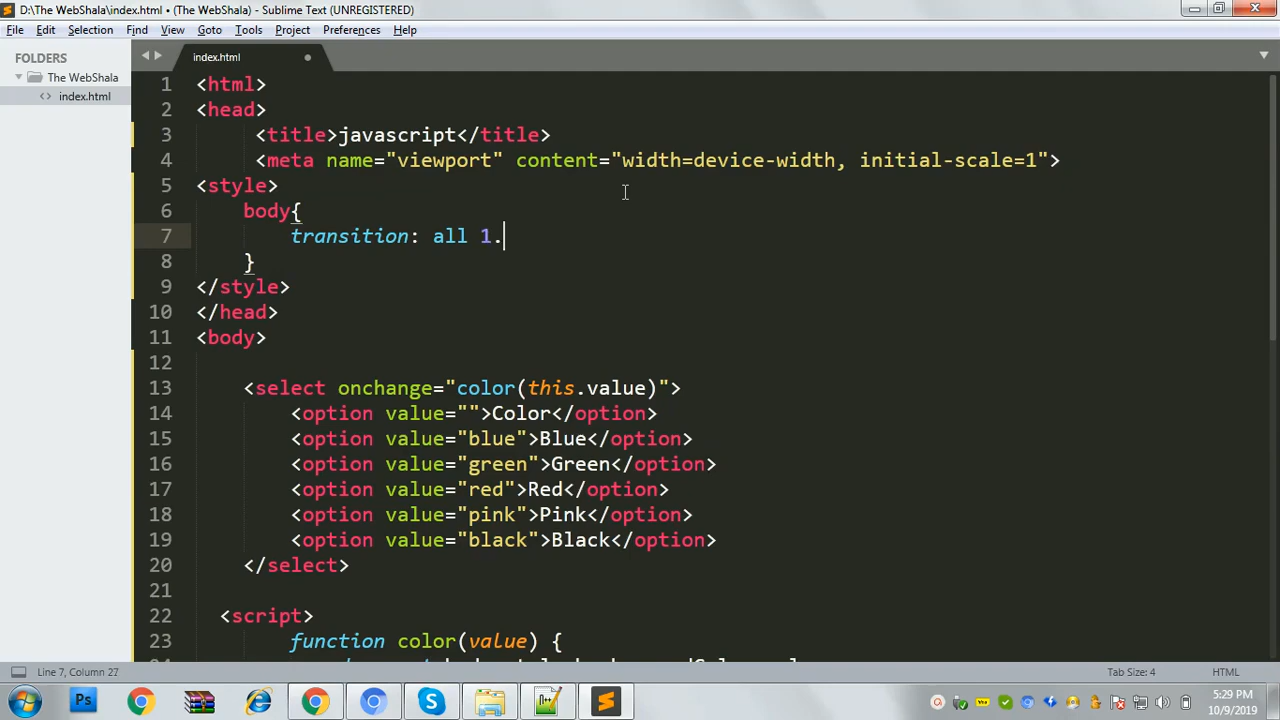 D:\The WebShala\index.html • (The WebShala) - Sublime Text (UNREGISTERED)
File Edit Selection Find View Goto Tools Project Preferences Help
FOLDERS
The WebShala
<> index.html
index.html
1 <html>
2 <head>
3 <title>javascript</title>
4 <meta name="viewport" content="width=device-width, initial-scale=1">
5 <style>
6 body{
7 transition: all 1.
8 }
9 </style>
10 </head>
11 <body>
12
13 <select onchange="color(this.value)">
14 <option value="">Color</option>
15 <option value="blue">Blue</option>
16 <option value="green">Green</option>
17 <option value="red">Red</option>
18 <option value="pink">Pink</option>
19 <option value="black">Black</option>
20 </select>
21
22 <script>
23 function color(value) {
Line 7, Column 27
Tab Size: 4
HTML
Ps
5:29 PM
10/9/2019